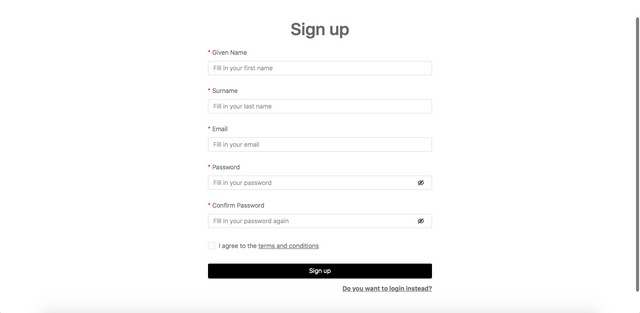 Sign up
* Given Name
Fill in your first name
* Surname
Fill in your last name
* Email
Fill in your email
* Password
Fill in your password
* Confirm Password
Fill in your password again
I agree to the terms and conditions
Sign up
Do you want to login instead?